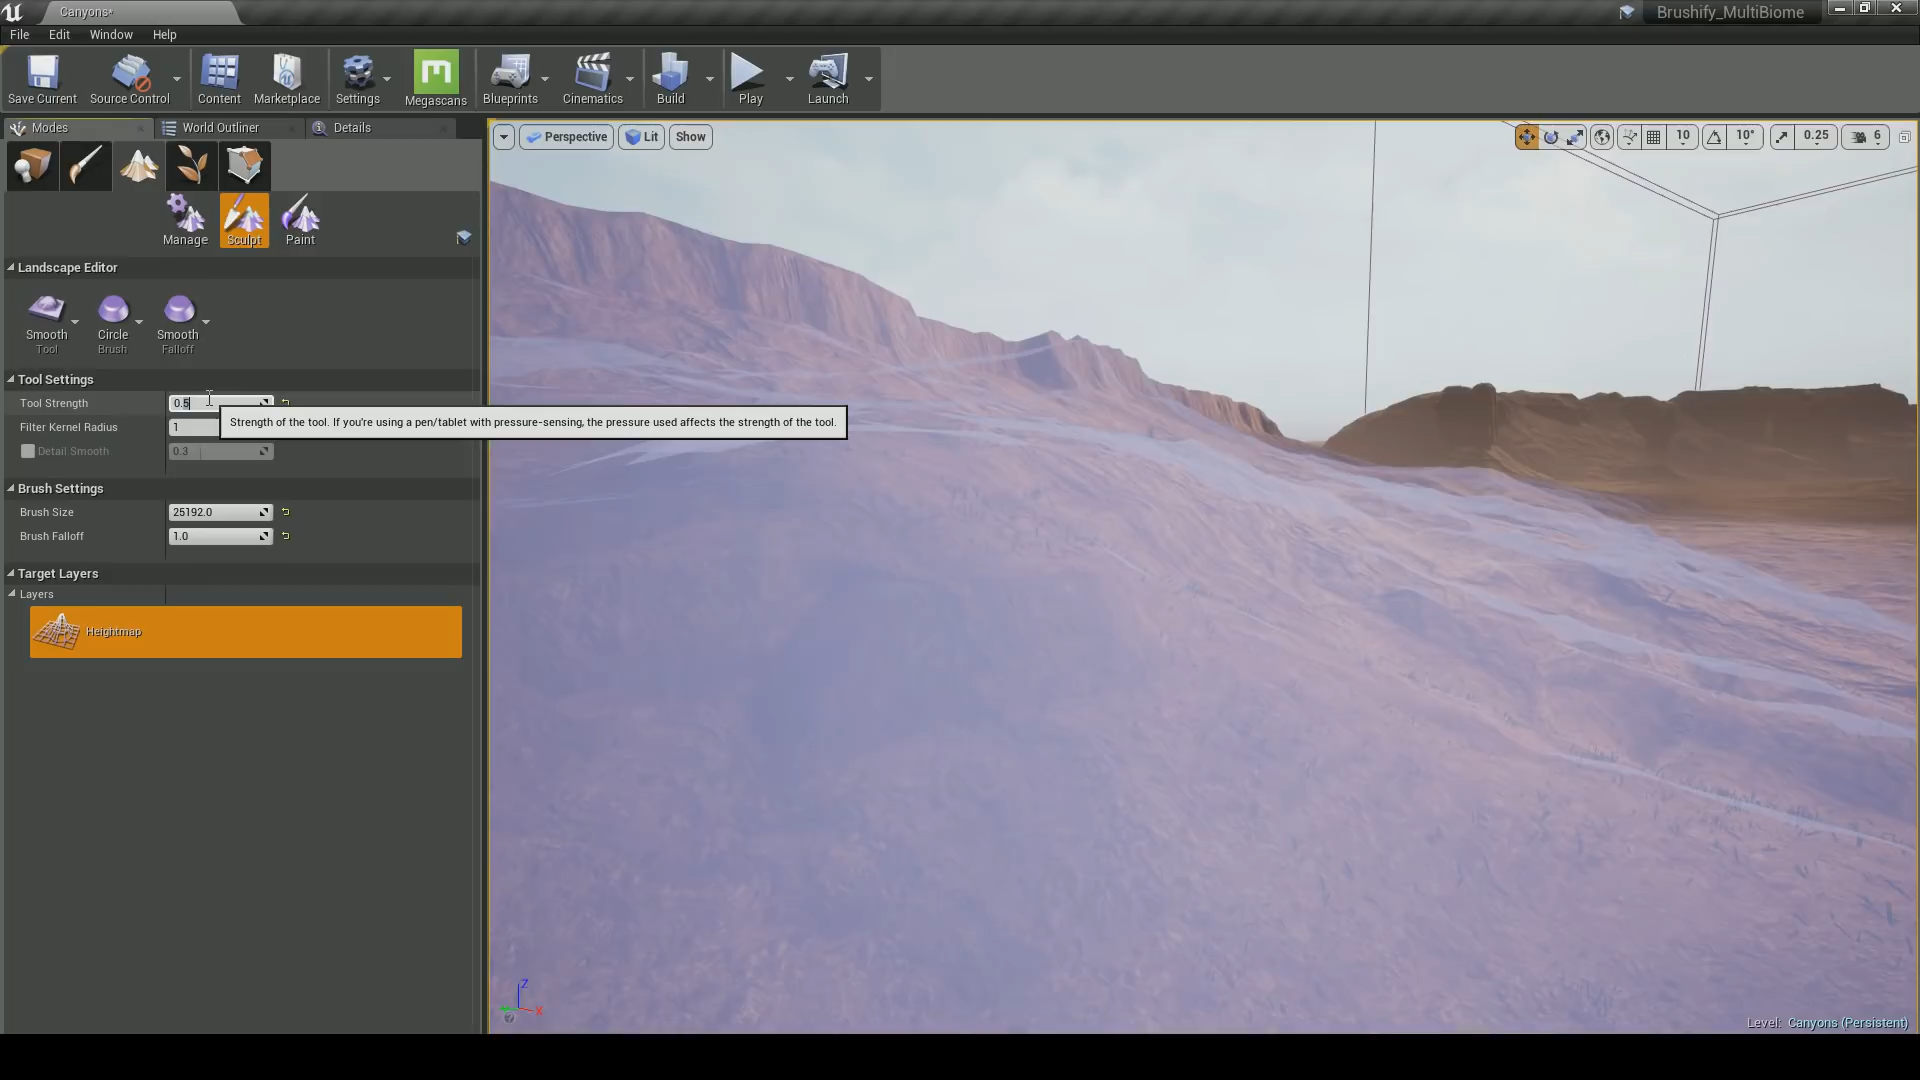 Canyons*
Brushify_MultiBiome
File Edit Window Help
Save Current Source Control Content Marketplace Settings Megascans Blueprints Cinematics Build Play Launch
Modes World Outliner Details
Perspective Lit Show 10 10° 0.25 6
Manage Sculpt Paint
Landscape Editor
Smooth Circle Smooth
Tool Brush Falloff
Tool Settings
Tool Strength 0.5
Strength of the tool. If you're using a pen/tablet with pressure-sensing, the pressure used affects the strength of the tool.
Filter Kernel Radius 1
Detail Smooth 0.3
Brush Settings
Brush Size 25192.0
Brush Falloff 1.0
Target Layers
Layers
Heightmap
Z
X
Level: Canyons (Persistent)